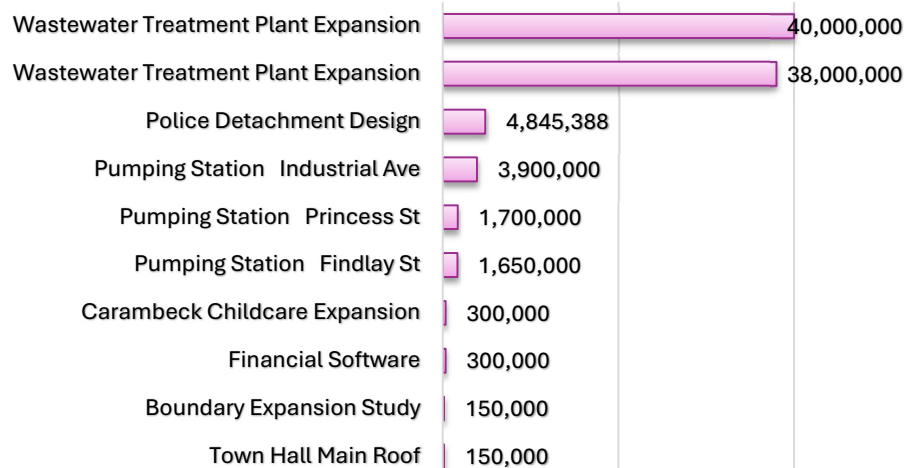 Wastewater Treatment Plant Expansion 40,000,000
Wastewater Treatment Plant Expansion 38,000,000
Police Detachment Design 4,845,388
Pumping Station Industrial Ave 3,900,000
Pumping Station Princess St 1,700,000
Pumping Station Findlay St 1,650,000
Carambeck Childcare Expansion 300,000
Financial Software 300,000
Boundary Expansion Study 150,000
Town Hall Main Roof 150,000